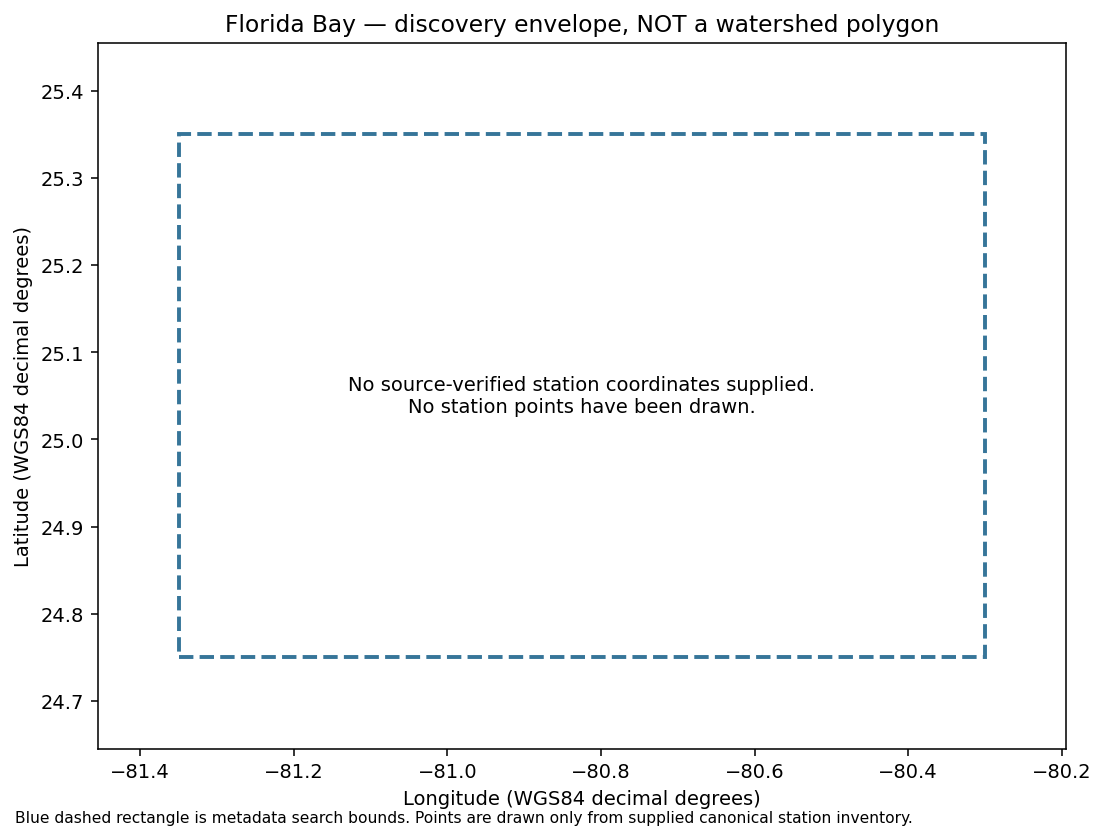 Florida Bay — discovery envelope, NOT a watershed polygon
25.4
25.3
25.2
25.1
25.0
24.9
24.8
24.7
Latitude (WGS84 decimal degrees)
No source-verified station coordinates supplied.
No station points have been drawn.
−81.4
−81.2
−81.0
−80.8
−80.6
−80.4
−80.2
Longitude (WGS84 decimal degrees)
Blue dashed rectangle is metadata search bounds. Points are drawn only from supplied canonical station inventory.